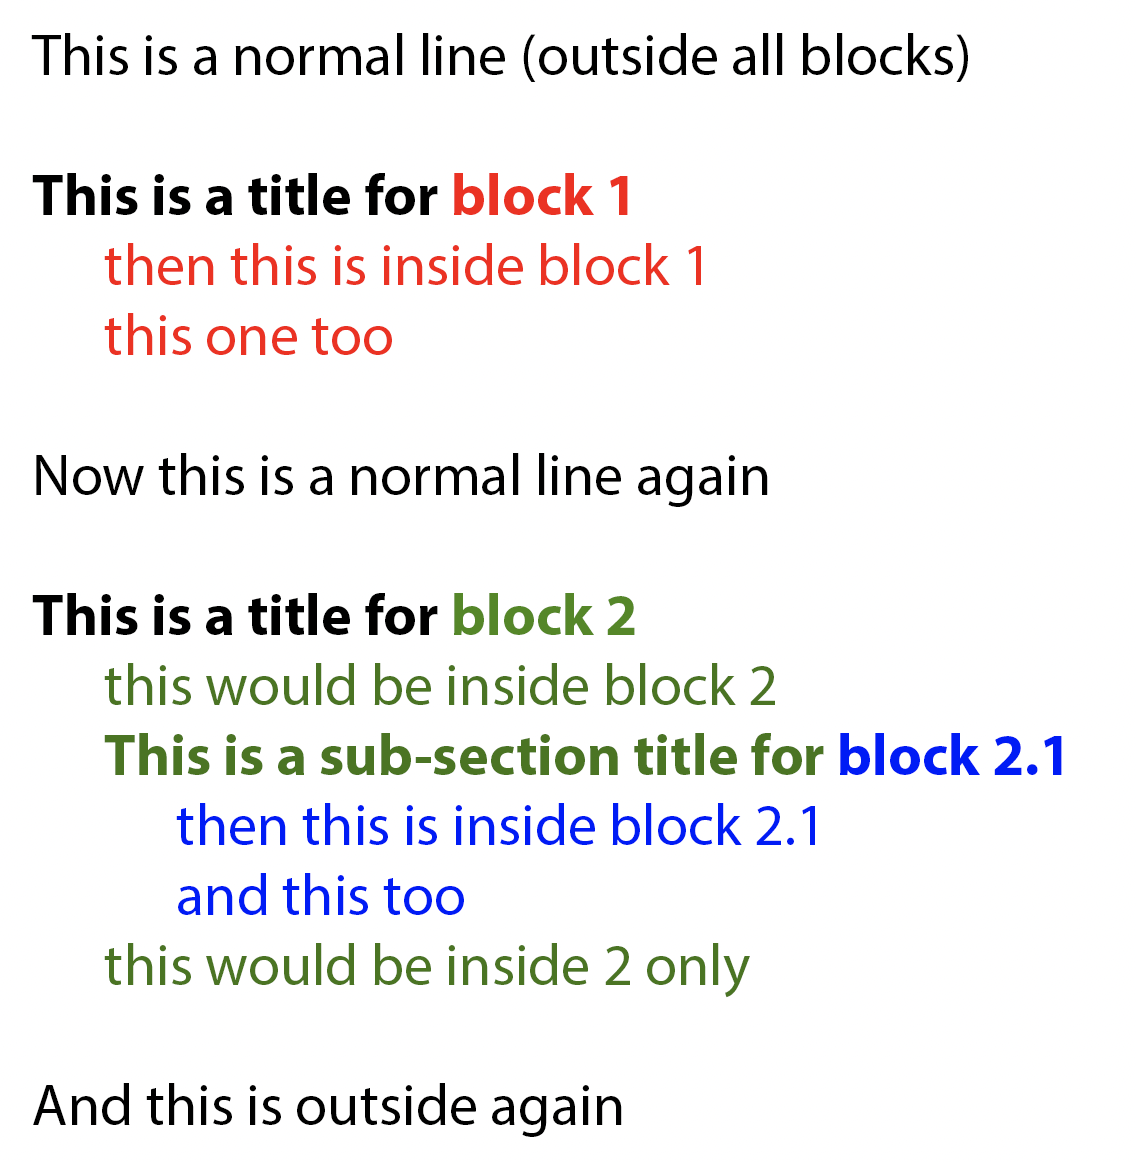 This is a normal line (outside all blocks)
This is a title for block 1
then this is inside block 1
this one too
Now this is a normal line again
This is a title for block 2
this would be inside block 2
This is a sub-section title for block 2.1
then this is inside block 2.1
and this too
this would be inside 2 only
And this is outside again